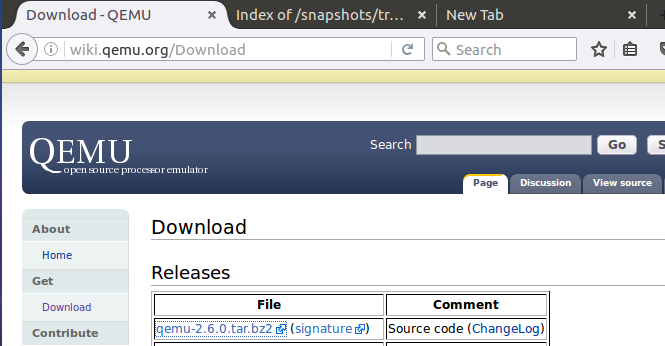 Download - QEMU × Index of /snapshots/tr... × New Tab ×
wiki.qemu.org/Download Search
QEMU
open source processor emulator
Search Go S
Page Discussion View source
About
Home
Get
Download
Contribute
Download
Releases
File Comment
qemu-2.6.0.tar.bz2 (signature) Source code (ChangeLog)